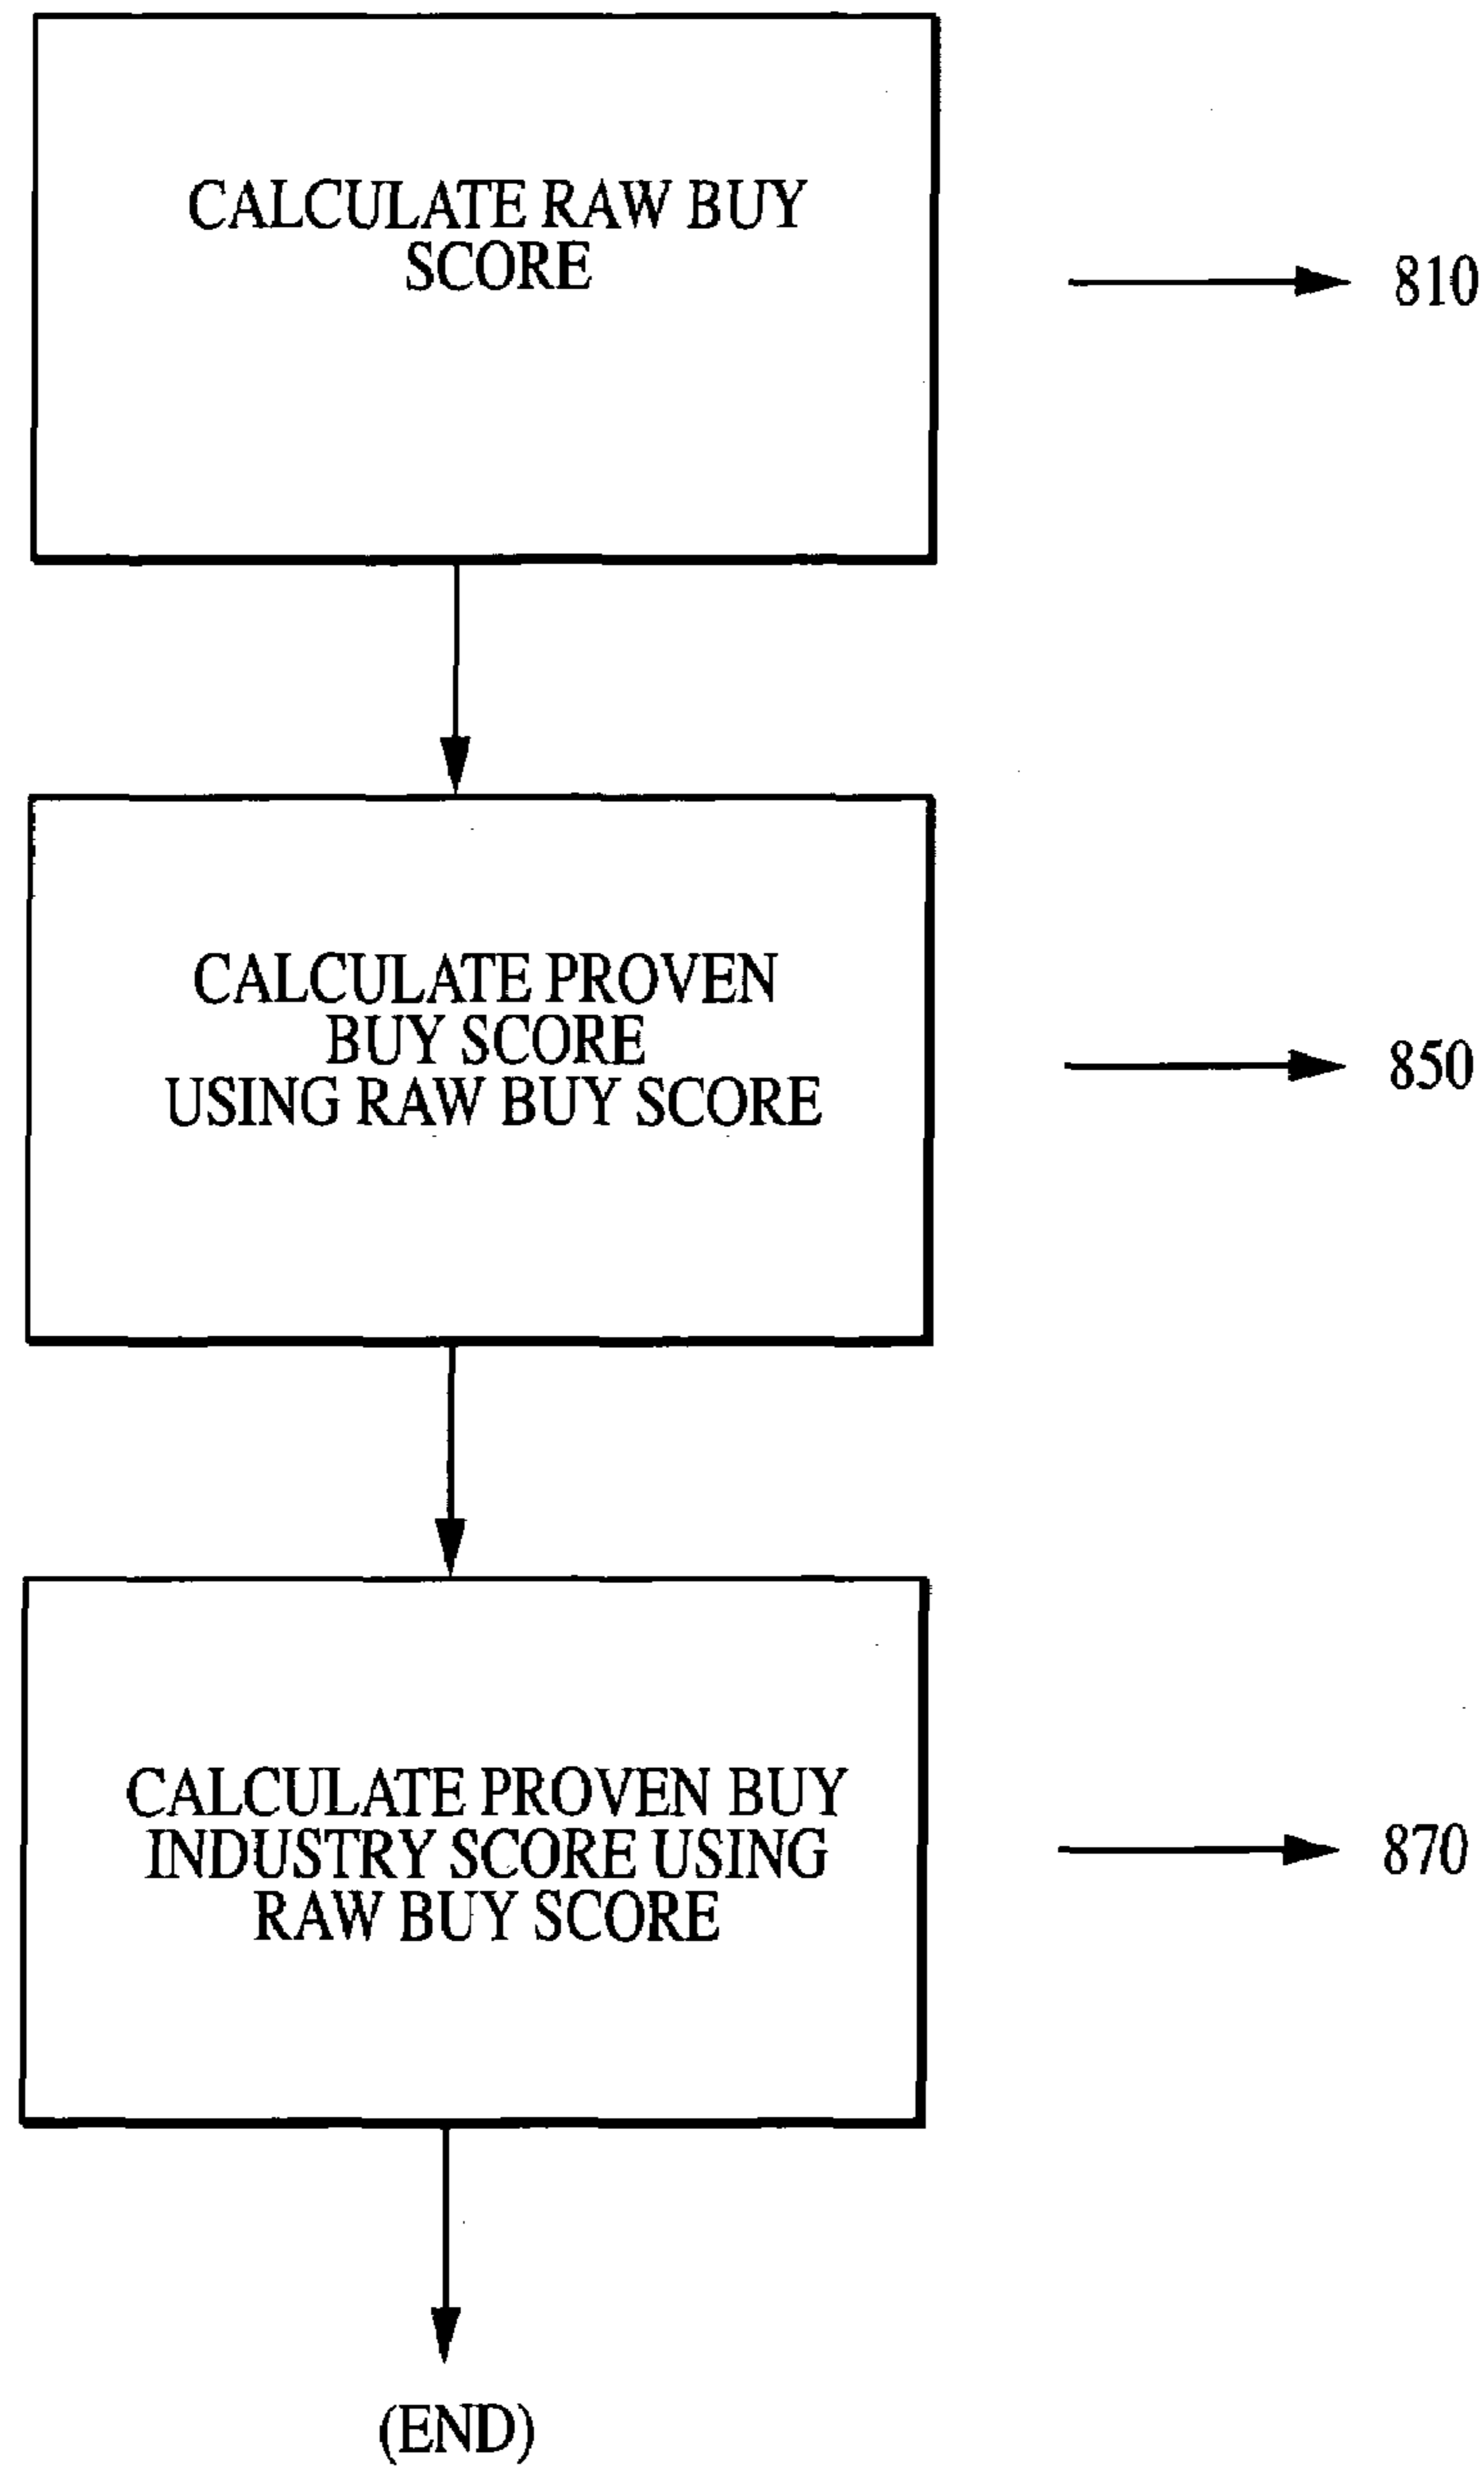 CALCULATE RAW BUY
SCORE
810
CALCULATE PROVEN
BUY SCORE
USING RAW BUY SCORE
850
CALCULATE PROVEN BUY
INDUSTRY SCORE USING
RAW BUY SCORE
870
(END)